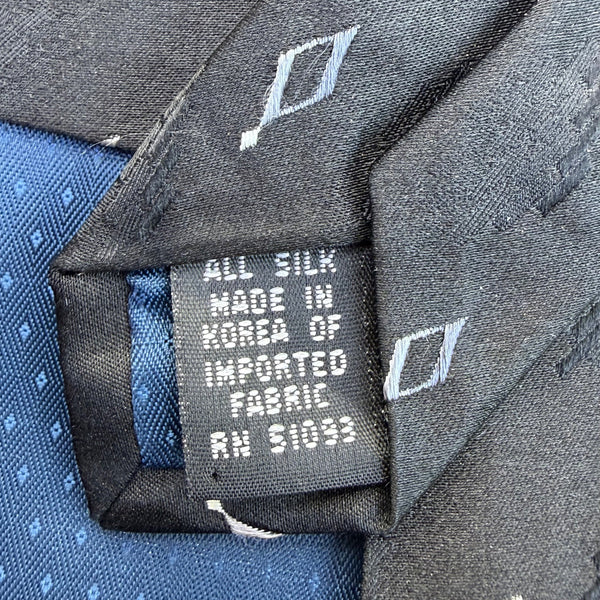 ALL SILK
MADE IN
KOREA OF
IMPORTED
FABRIC
RN 51093